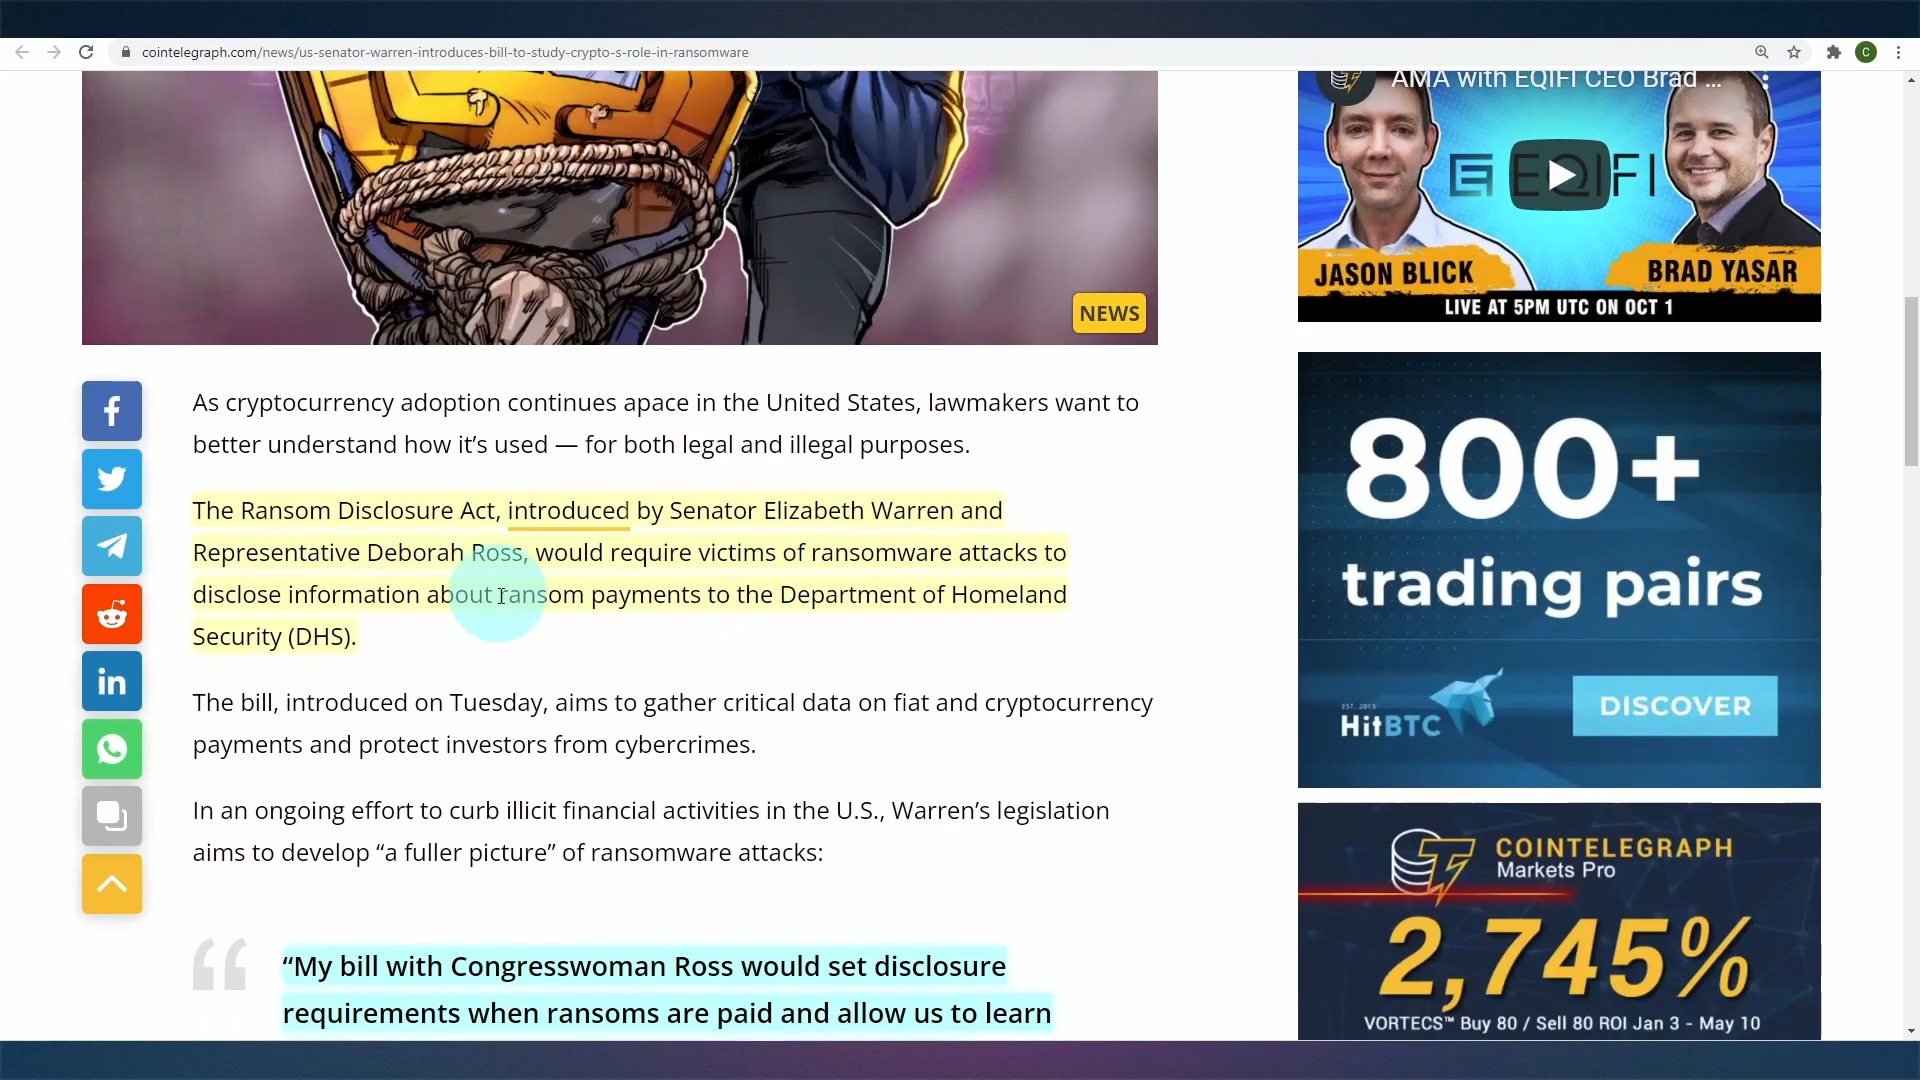 cointelegraph.com/news/us-senator-warren-introduces-bill-to-study-crypto-s-role-in-ransomware
C
AMA with EQIFI CEO Brad ...
EQIFI
JASON BLICK
BRAD YASAR
LIVE AT 5PM UTC ON OCT 1
NEWS
As cryptocurrency adoption continues apace in the United States, lawmakers want to
better understand how it’s used — for both legal and illegal purposes.
The Ransom Disclosure Act, introduced by Senator Elizabeth Warren and
Representative Deborah Ross, would require victims of ransomware attacks to
disclose information about ransom payments to the Department of Homeland
Security (DHS).
The bill, introduced on Tuesday, aims to gather critical data on fiat and cryptocurrency
payments and protect investors from cybercrimes.
In an ongoing effort to curb illicit financial activities in the U.S., Warren’s legislation
aims to develop “a fuller picture” of ransomware attacks:
“My bill with Congresswoman Ross would set disclosure
requirements when ransoms are paid and allow us to learn
800+
trading pairs
EST. 2013
HitBTC
DISCOVER
COINTELEGRAPH
Markets Pro
2,745%
VORTECS™ Buy 80 / Sell 80 ROI Jan 3 - May 10